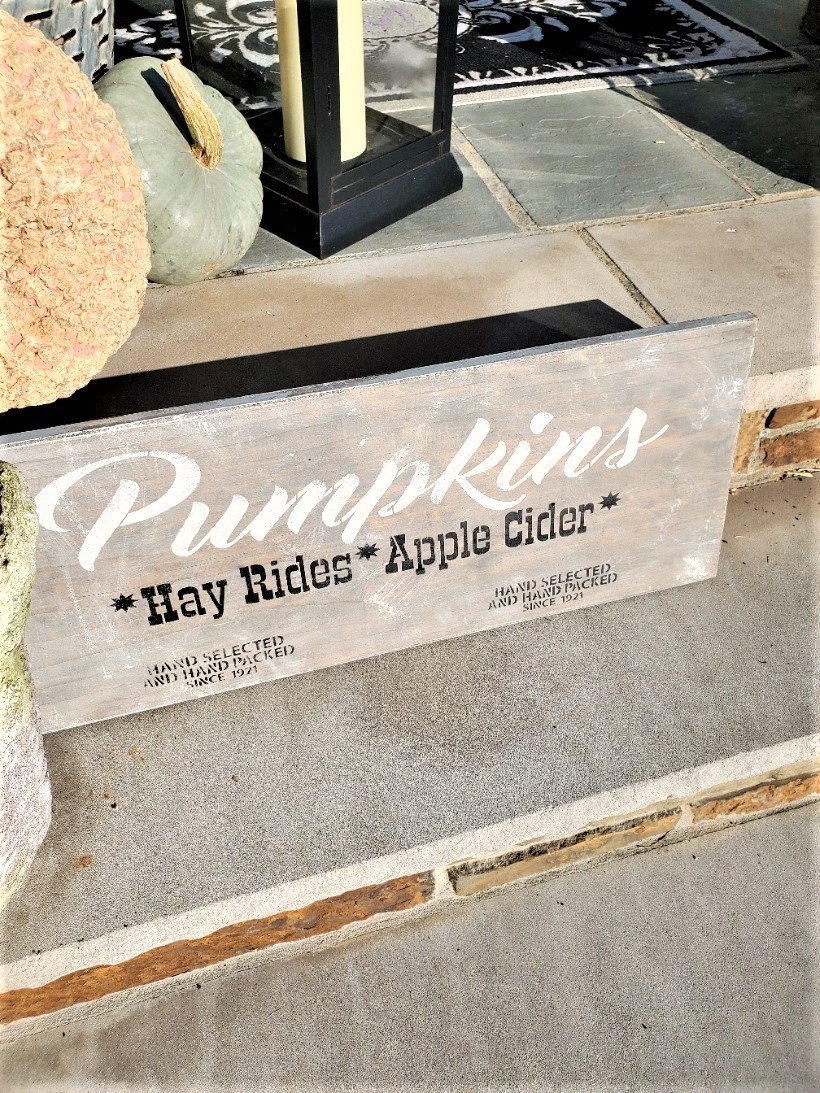 Pumpkins
*Hay Rides*Apple Cider*
HAND SELECTED
AND HAND PACKED
SINCE 1921
HAND SELECTED
AND HAND PACKED
SINCE 1921